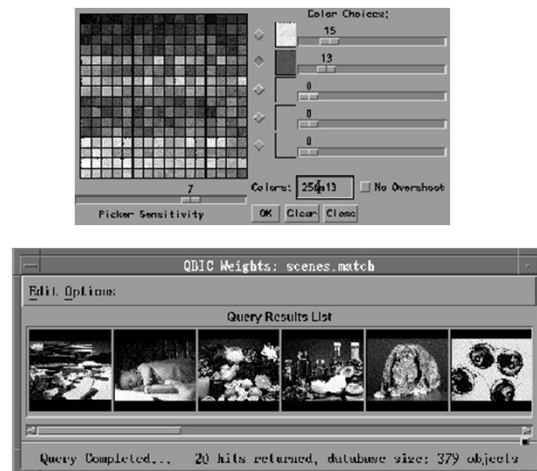 Color Choices:
15
13
0
0
0
7
Colors: 256m13 No Overshoot
Picker Sensitivity OK Clear Close
QBIC Weights: scenes.match
Edit Options
Query Results List
Query Completed... 20 hits returned, database size: 379 objects